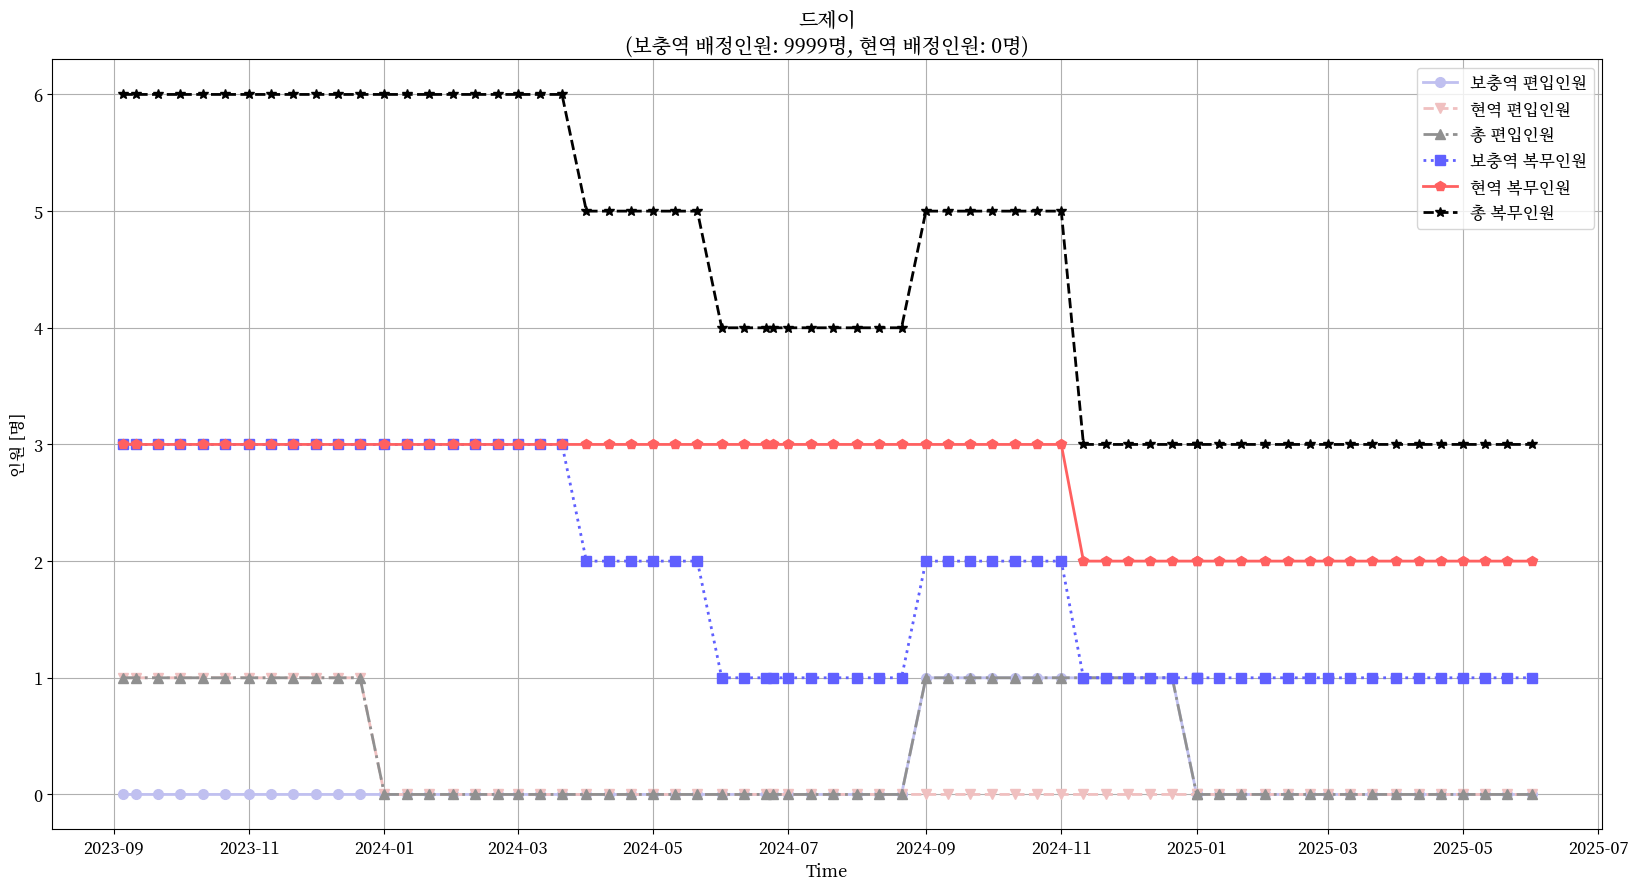 드제이
(보충역 배정인원: 9999명, 현역 배정인원: 0명)
보충역 편입인원
현역 편입인원
총 편입인원
보충역 복무인원
현역 복무인원
총 복무인원
인원 [명]
6
5
4
3
2
1
0
2023-09 2023-11 2024-01 2024-03 2024-05 2024-07 2024-09 2024-11 2025-01 2025-03 2025-05 2025-07
Time